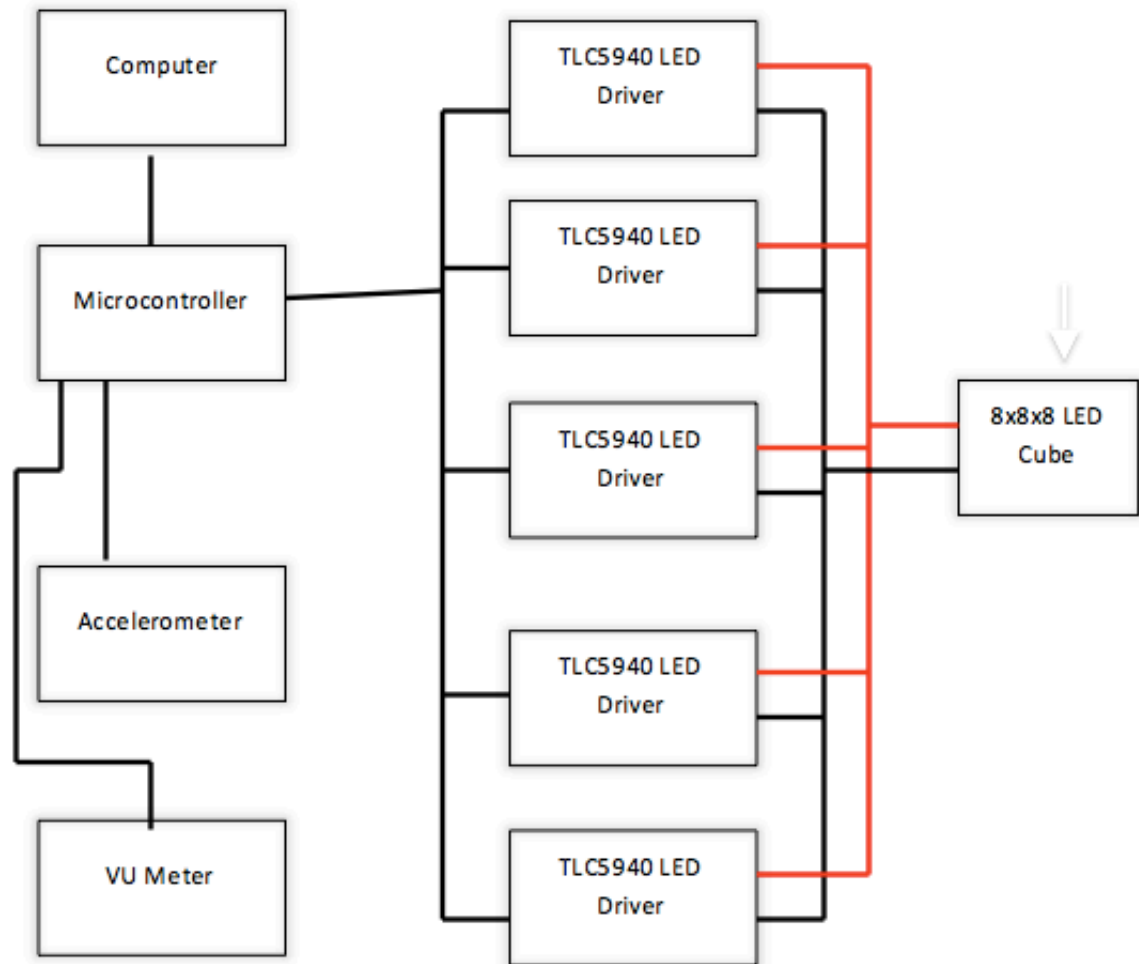 Computer
Microcontroller
Accelerometer
VU Meter
TLC5940 LED
Driver
TLC5940 LED
Driver
TLC5940 LED
Driver
TLC5940 LED
Driver
TLC5940 LED
Driver
8x8x8 LED
Cube